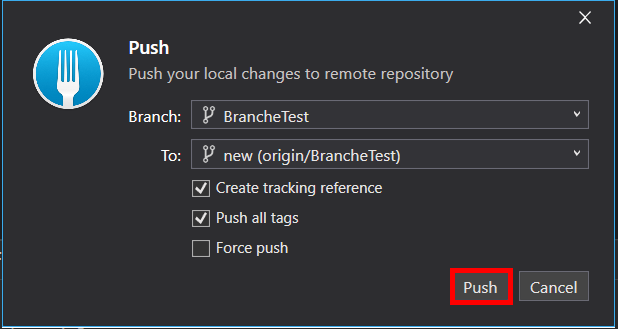 Push
Push your local changes to remote repository
Branch: BrancheTest
To: new (origin/BrancheTest)
Create tracking reference
Push all tags
Force push
Push Cancel